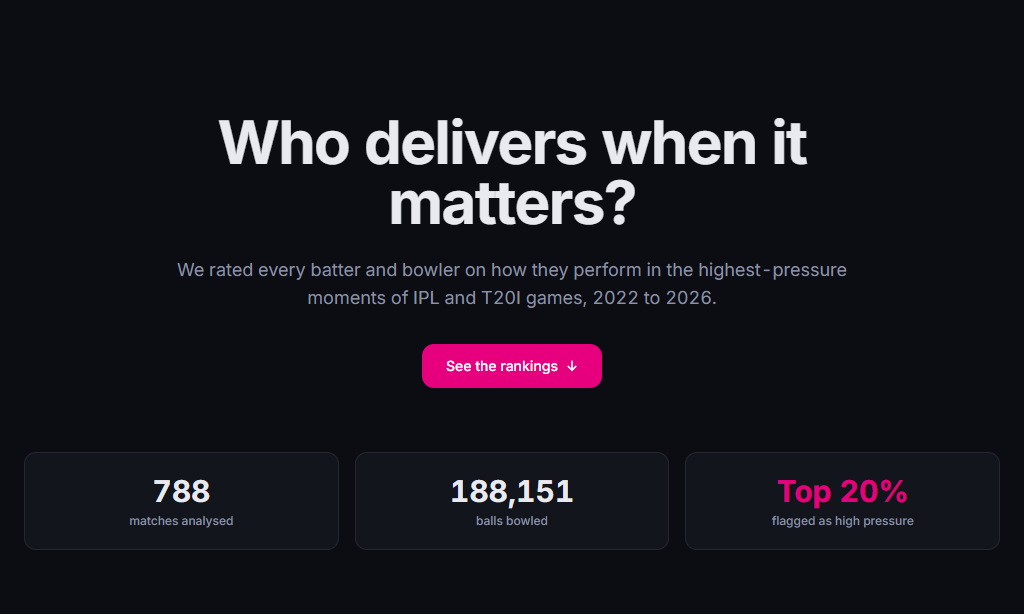 Who delivers when it
matters?
We rated every batter and bowler on how they perform in the highest-pressure
moments of IPL and T20I games, 2022 to 2026.
See the rankings ↓
788
matches analysed
188,151
balls bowled
Top 20%
flagged as high pressure